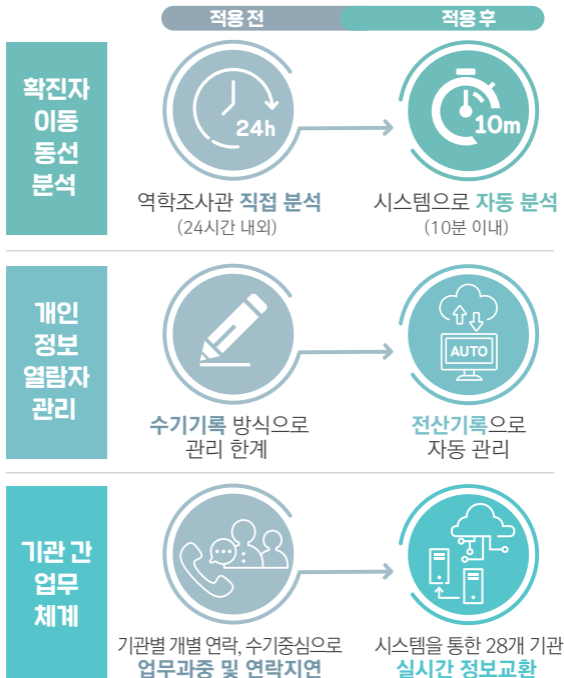 적용 전
적용 후
확진자
이동
동선
분석
24h
10m
역학조사관 직접 분석
(24시간 내외)
시스템으로 자동 분석
(10분 이내)
개인
정보
열람자
관리
AUTO
수기기록 방식으로
관리 한계
전산기록으로
자동 관리
기관 간
업무
체계
기관별 개별 연락, 수기중심으로
업무과중 및 연락지연
시스템을 통한 28개 기관
실시간 정보교환